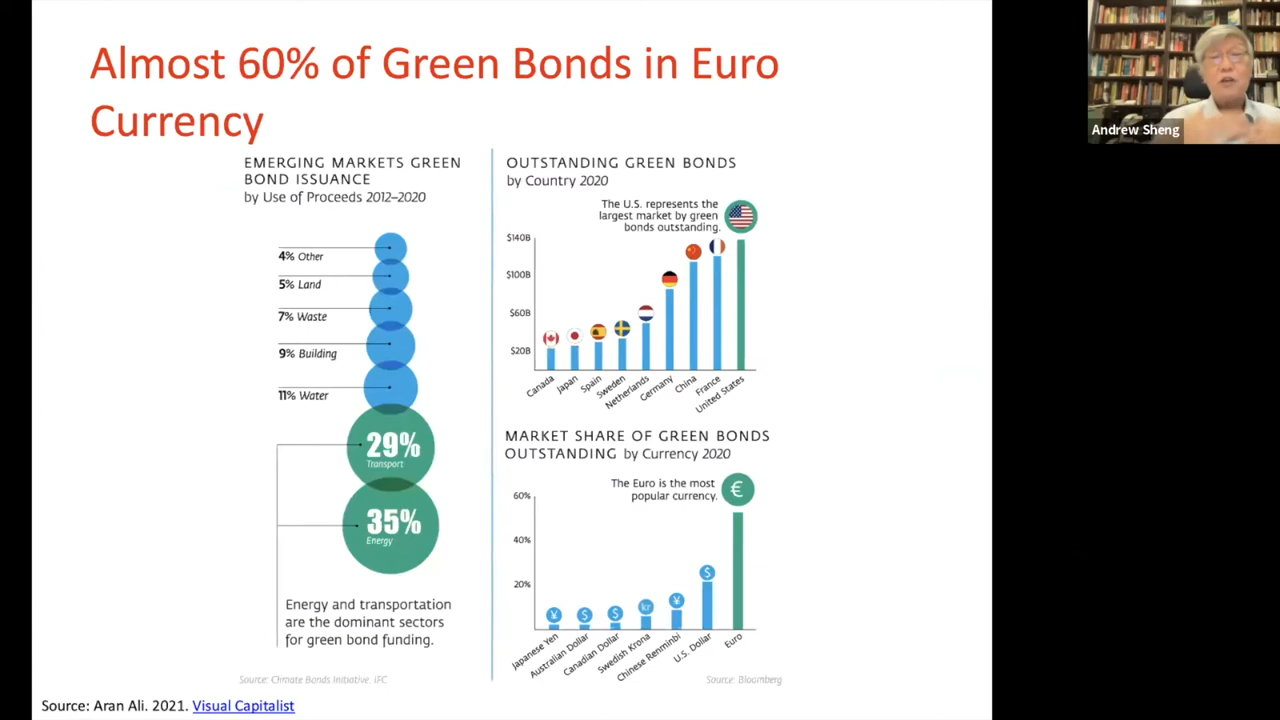 Almost 60% of Green Bonds in Euro
Currency
EMERGING MARKETS GREEN
BOND ISSUANCE
by Use of Proceeds 2012–2020
4% Other
5% Land
7% Waste
9% Building
11% Water
29%
Transport
35%
Energy
Energy and transportation
are the dominant sectors
for green bond funding.
Source: Climate Bands Initiative. IFC
OUTSTANDING GREEN BONDS
by Country 2020
The U.S. represents the
largest market by green
bonds outstanding.
$140B
$100B
$60B
$20B
Canada
Japan
Spain
Sweden
Netherlands
Germany
China
France
United States
MARKET SHARE OF GREEN BONDS
OUTSTANDING by Currency 2020
The Euro is the most
popular currency.
€
60%
40%
20%
¥
$
$
kr
¥
$
Japanese Yen
Australian Dollar
Canadian Dollar
Swedish Krona
Chinese Renminbi
U.S. Dollar
Euro
Source: Bloomberg
Source: Aran Ali. 2021. Visual Capitalist
Andrew Sheng